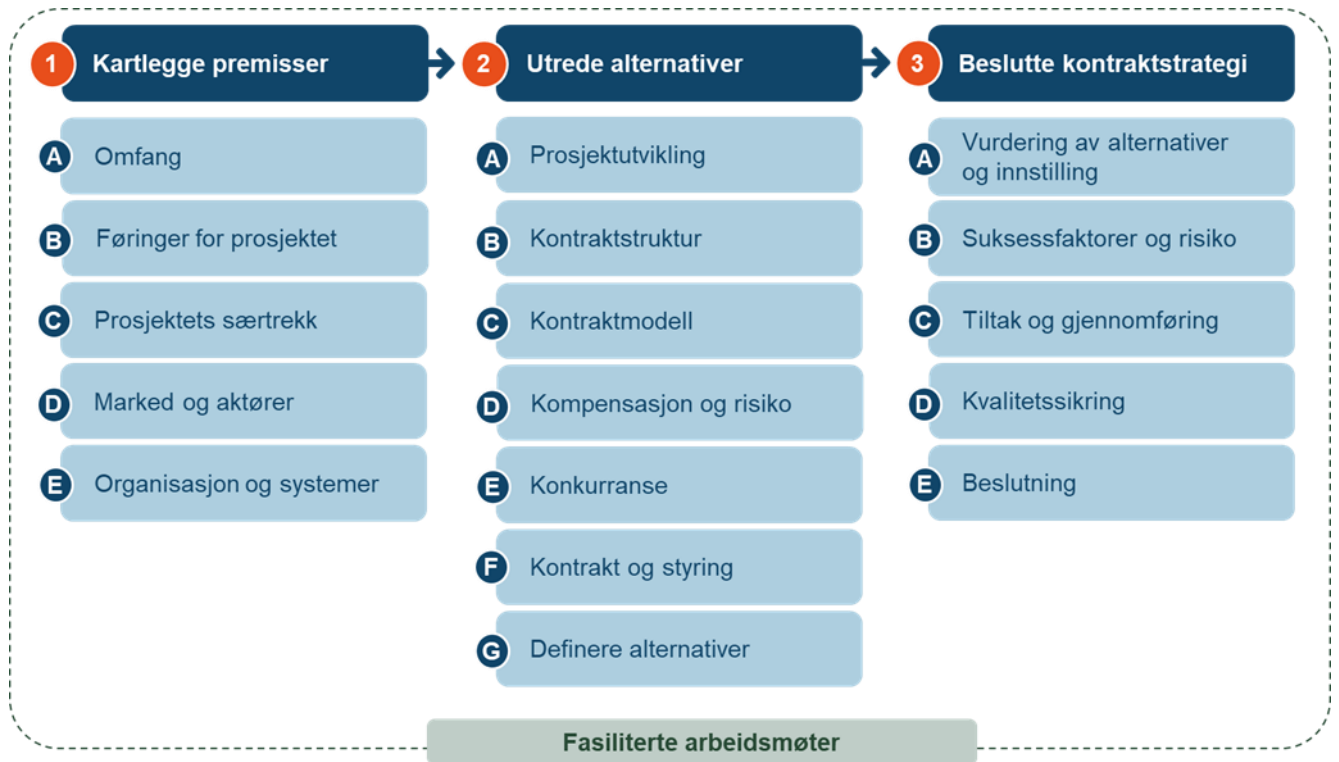 1 Kartlegge premisser
A Omfang
B Føringer for prosjektet
C Prosjektets særtrekk
D Marked og aktører
E Organisasjon og systemer
2 Utrede alternativer
A Prosjektutvikling
B Kontraktstruktur
C Kontraktmodell
D Kompensasjon og risiko
E Konkurranse
F Kontrakt og styring
G Definere alternativer
3 Beslutte kontraktstrategi
A Vurdering av alternativer
og innstilling
B Suksessfaktorer og risiko
C Tiltak og gjennomføring
D Kvalitetssikring
E Beslutning
Fasiliterte arbeidsmøter